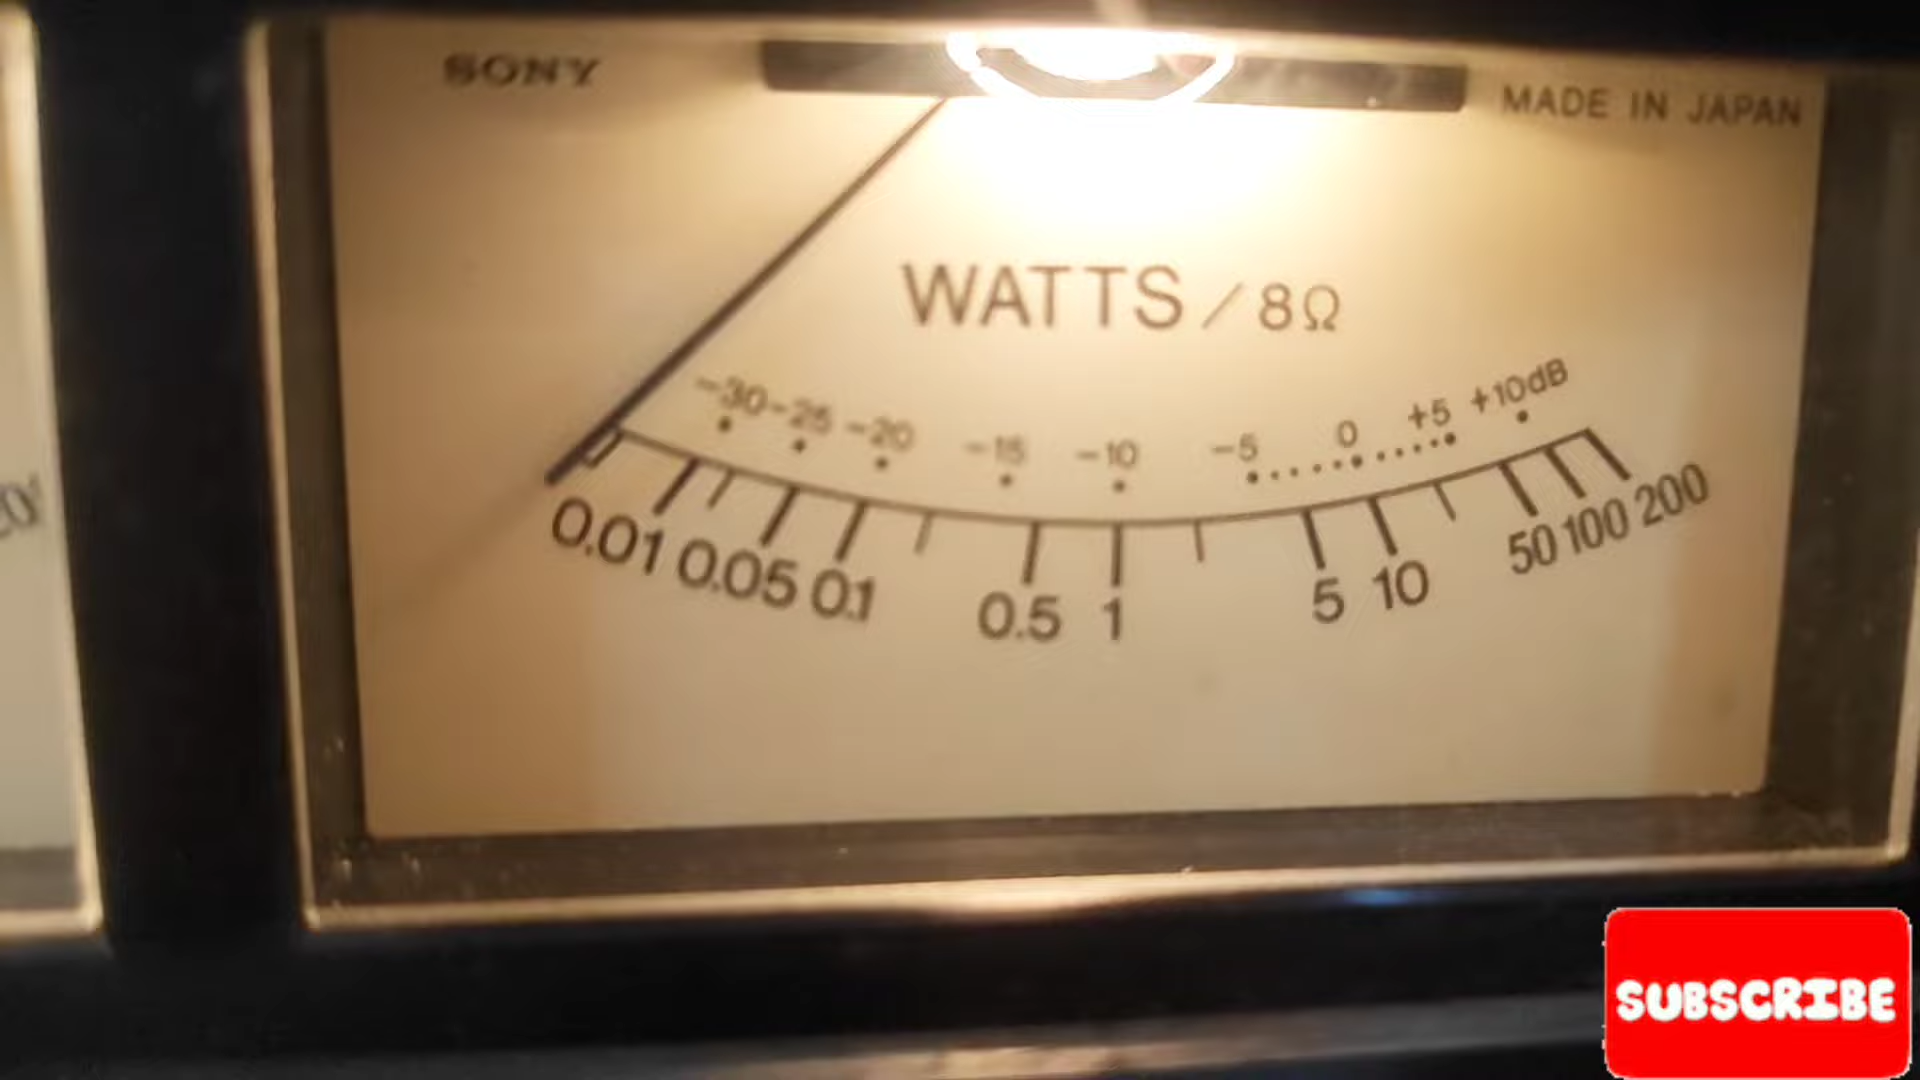 SONY
MADE IN JAPAN
WATTS / 8Ω
-30 -25 -20 -15 -10 -5 0 +5 +10dB
0.01 0.05 0.1 0.5 1 5 10 50 100 200
SUBSCRIBE